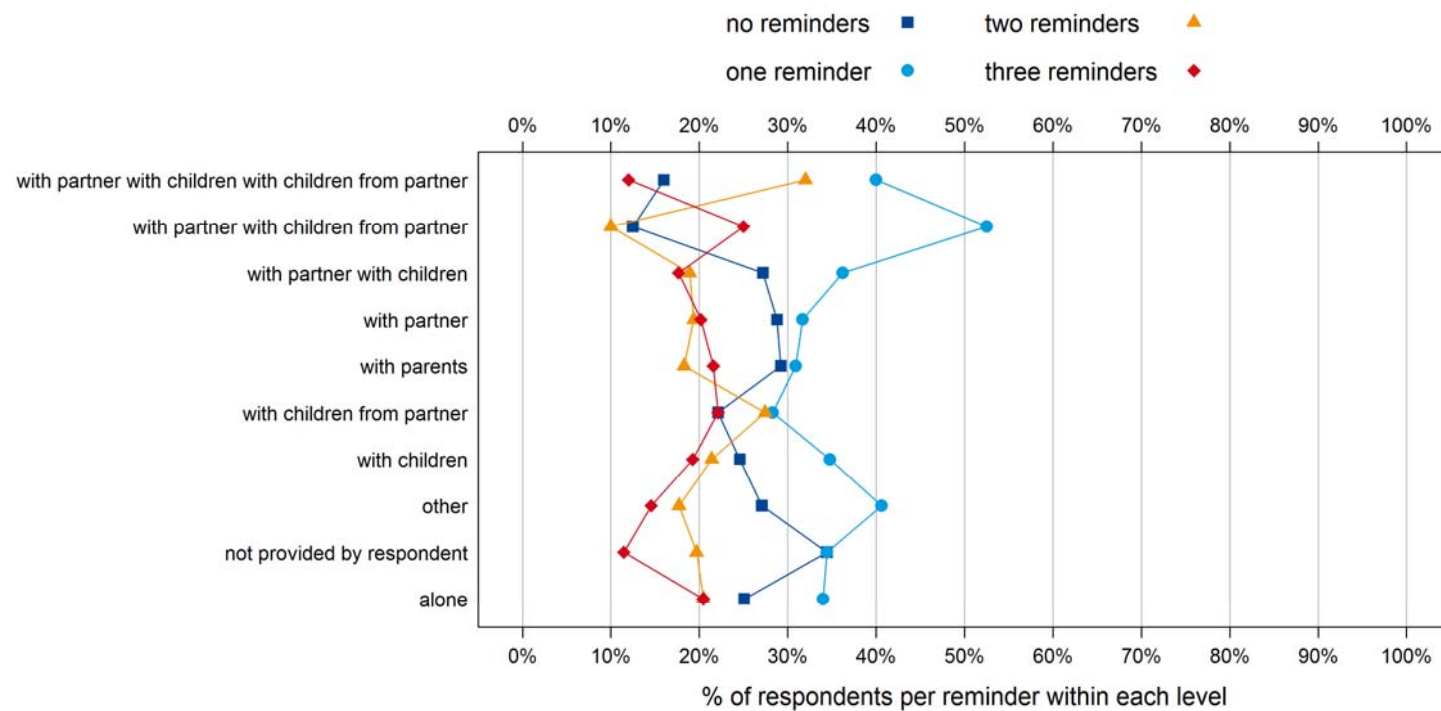 no reminders two reminders
one reminder three reminders
0% 10% 20% 30% 40% 50% 60% 70% 80% 90% 100%
with partner with children with children from partner
with partner with children from partner
with partner with children
with partner
with parents
with children from partner
with children
other
not provided by respondent
alone
0% 10% 20% 30% 40% 50% 60% 70% 80% 90% 100%
% of respondents per reminder within each level